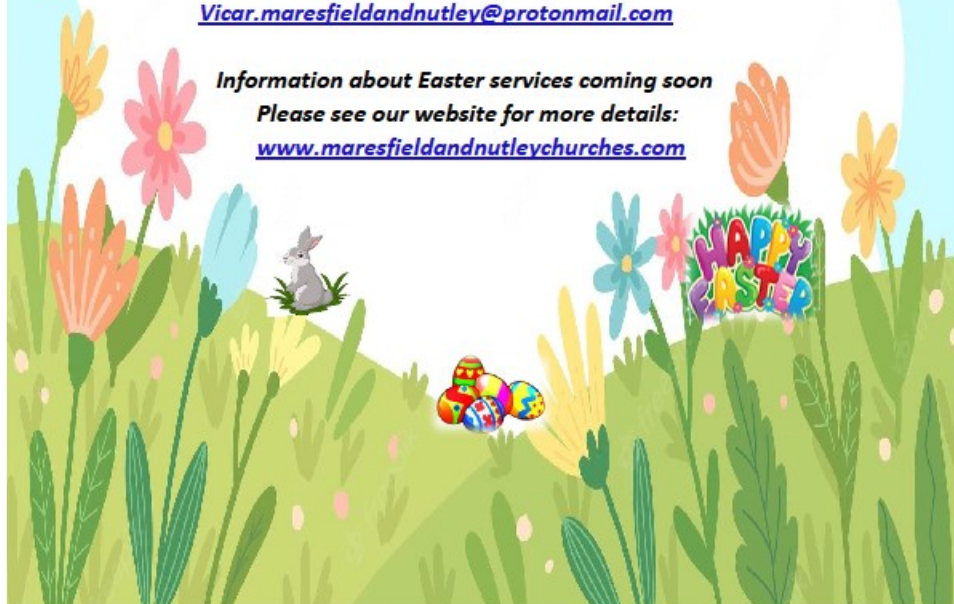 Vicar.maresfieldandnutley@protonmail.com
Information about Easter services coming soon
Please see our website for more details:
www.maresfieldandnutleychurches.com
HAPPY
EASTER